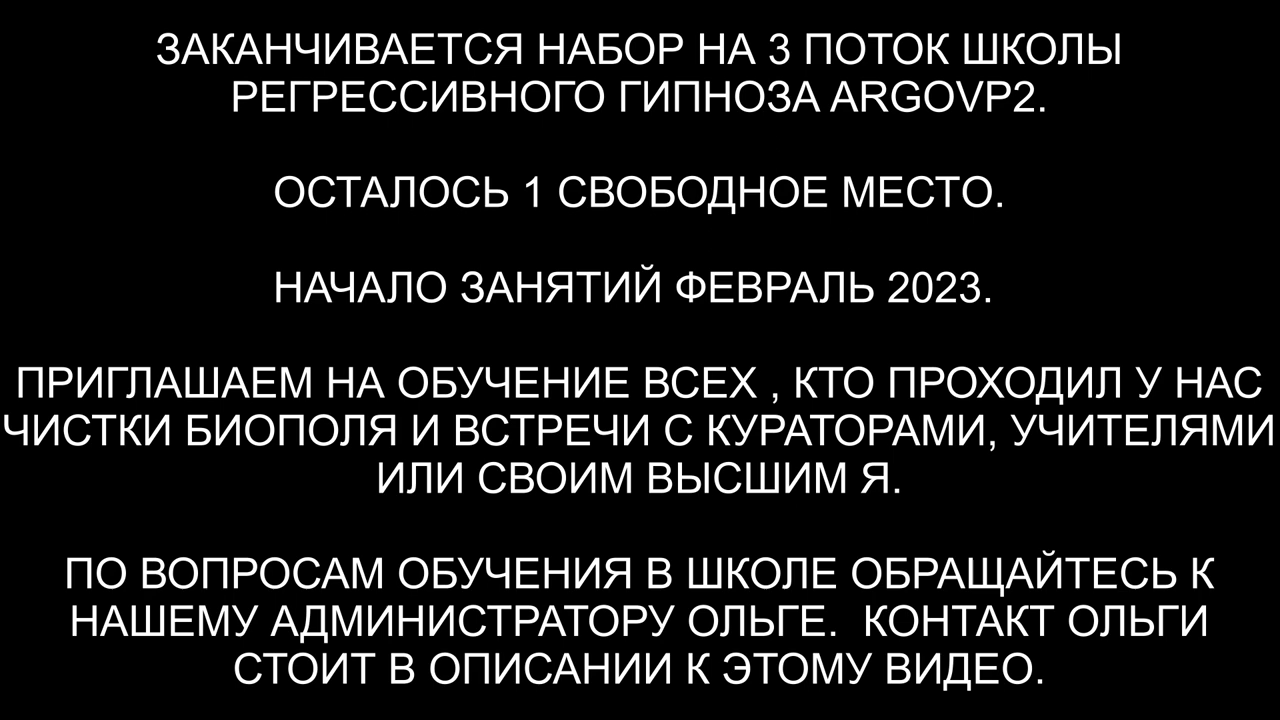 ЗАКАНЧИВАЕТСЯ НАБОР НА 3 ПОТОК ШКОЛЫ
РЕГРЕССИВНОГО ГИПНОЗА ARGOVP2.
ОСТАЛОСЬ 1 СВОБОДНОЕ МЕСТО.
НАЧАЛО ЗАНЯТИЙ ФЕВРАЛЬ 2023.
ПРИГЛАШАЕМ НА ОБУЧЕНИЕ ВСЕХ , КТО ПРОХОДИЛ У НАС
ЧИСТКИ БИОПОЛЯ И ВСТРЕЧИ С КУРАТОРАМИ, УЧИТЕЛЯМИ
ИЛИ СВОИМ ВЫСШИМ Я.
ПО ВОПРОСАМ ОБУЧЕНИЯ В ШКОЛЕ ОБРАЩАЙТЕСЬ К
НАШЕМУ АДМИНИСТРАТОРУ ОЛЬГЕ.  КОНТАКТ ОЛЬГИ
СТОИТ В ОПИСАНИИ К ЭТОМУ ВИДЕО.